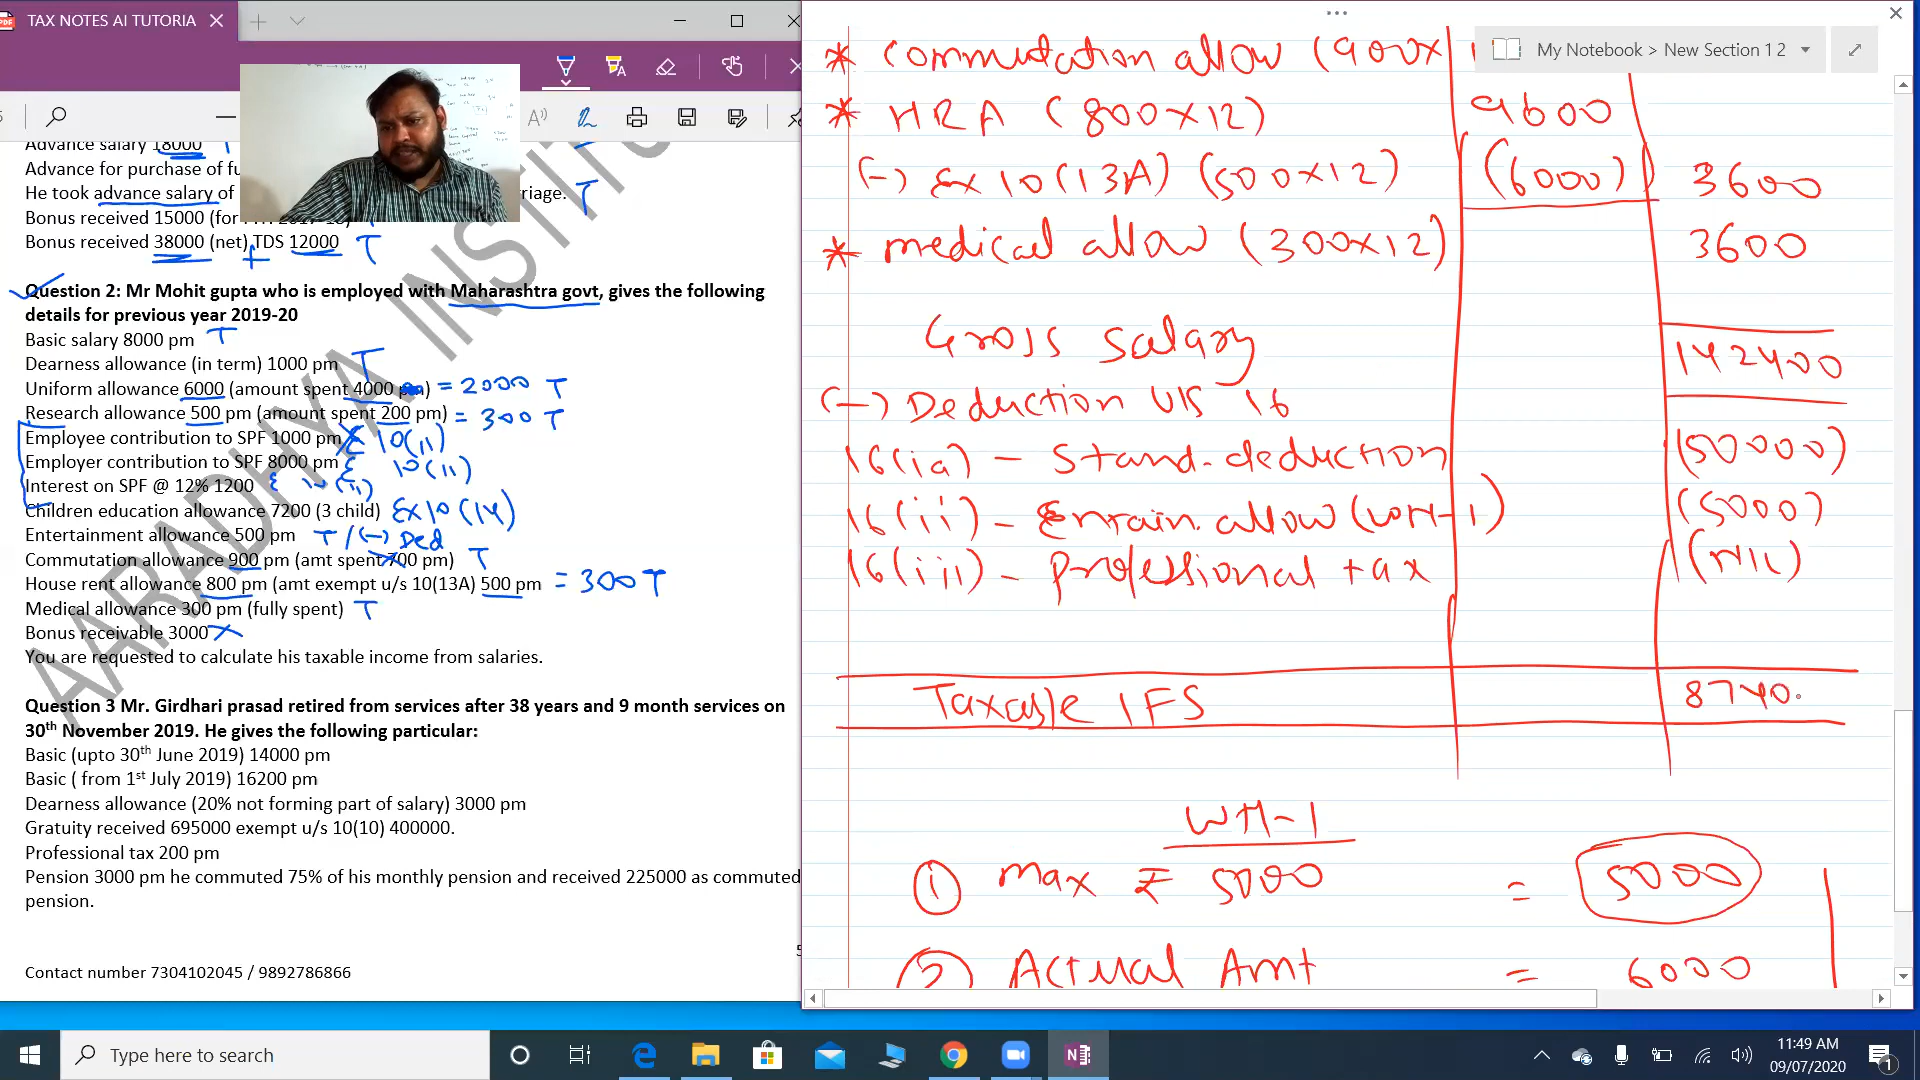 TAX NOTES AI TUTORIA
Advance salary 18000 T
Advance for purchase of fu
He took advance salary of riage. T
Bonus received 15000 (for
Bonus received 38000 (net) TDS 12000 T
+
Question 2: Mr Mohit gupta who is employed with Maharashtra govt, gives the following
details for previous year 2019-20
Basic salary 8000 pm T
Dearness allowance (in term) 1000 pm T
Uniform allowance 6000 (amount spent 4000 pm) = 2000 T
Research allowance 500 pm (amount spent 200 pm) = 300 T
Employee contribution to SPF 1000 pm 10(11)
Employer contribution to SPF 8000 pm 10(11)
Interest on SPF @ 12% 1200
Children education allowance 7200 (3 child) EX 10(14)
Entertainment allowance 500 pm T/(-) Ded
Commutation allowance 900 pm (amt spent 700 pm) T
House rent allowance 800 pm (amt exempt u/s 10(13A) 500 pm = 300 T
Medical allowance 300 pm (fully spent) T
Bonus receivable 3000 X
You are requested to calculate his taxable income from salaries.
Question 3 Mr. Girdhari prasad retired from services after 38 years and 9 month services on
30th November 2019. He gives the following particular:
Basic (upto 30th June 2019) 14000 pm
Basic ( from 1st July 2019) 16200 pm
Dearness allowance (20% not forming part of salary) 3000 pm
Gratuity received 695000 exempt u/s 10(10) 400000.
Professional tax 200 pm
Pension 3000 pm he commuted 75% of his monthly pension and received 225000 as commuted
pension.
Contact number 7304102045 / 9892786866
AARADHYA INSTITU
My Notebook > New Section 1 2
* Commutation allow (900x
* HRA (800x12) 9600
(-) EX 10(13A) (500x12) (6000) 3600
* medical allow (300x12) 3600
Gross Salary 142400
(-) Deduction U/S 16
16(ia) - Stand. deduction (50000)
16(ii) - Enrain. allow (WN-1) (5000)
16(iii) - Professional tax (NIL)
Taxable IFS 8740
WN-1
① max ₹ 5000 = 5000
② Actual Amt = 6000
Type here to search
11:49 AM
09/07/2020
1